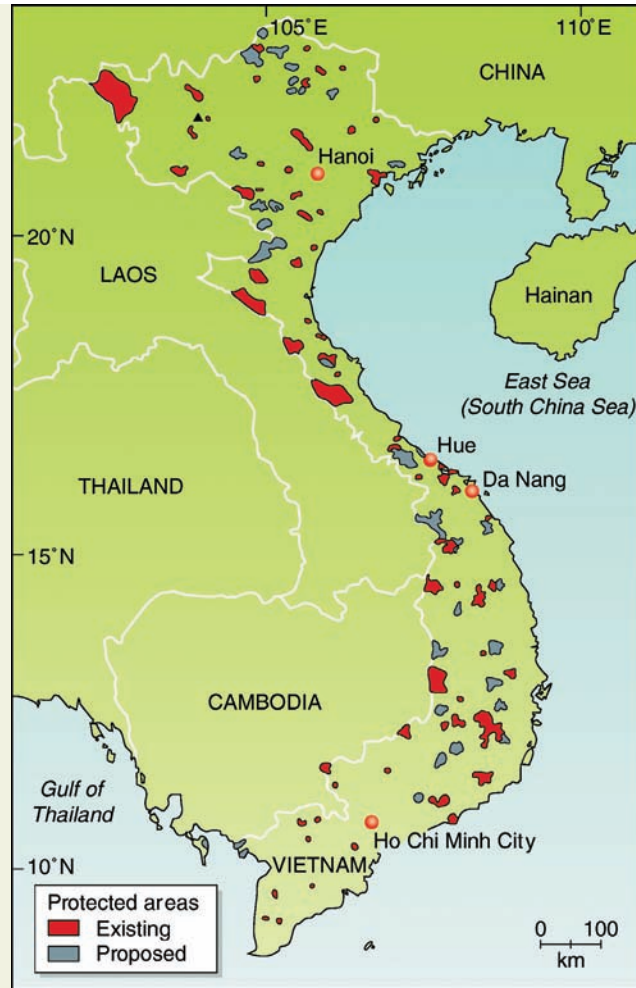 105°E
110°E
CHINA
Hanoi
20°N
LAOS
Hainan
East Sea
(South China Sea)
Hue
THAILAND
Da Nang
15°N
CAMBODIA
Gulf of
Thailand
Ho Chi Minh City
10°N
VIETNAM
Protected areas
Existing
Proposed
0 100
km